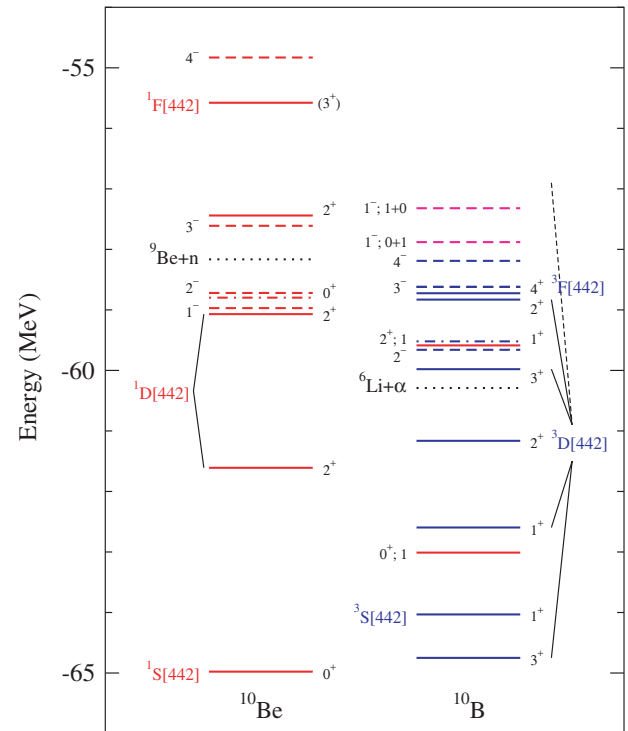 Energy (MeV)
-55
-60
-65
4⁻
¹F[442]
(3⁺)
2⁺
3⁻
⁹Be+n
2⁻
0⁺
1⁻
2⁺
¹D[442]
2⁺
¹S[442]
0⁺
¹⁰Be
1⁻; 1+0
1⁻; 0+1
4⁻
3⁻
4⁺
³F[442]
2⁺
2⁺; 1
1⁺
2⁻
⁶Li+α
3⁺
2⁺
³D[442]
1⁺
0⁺; 1
³S[442]
1⁺
3⁺
¹⁰B